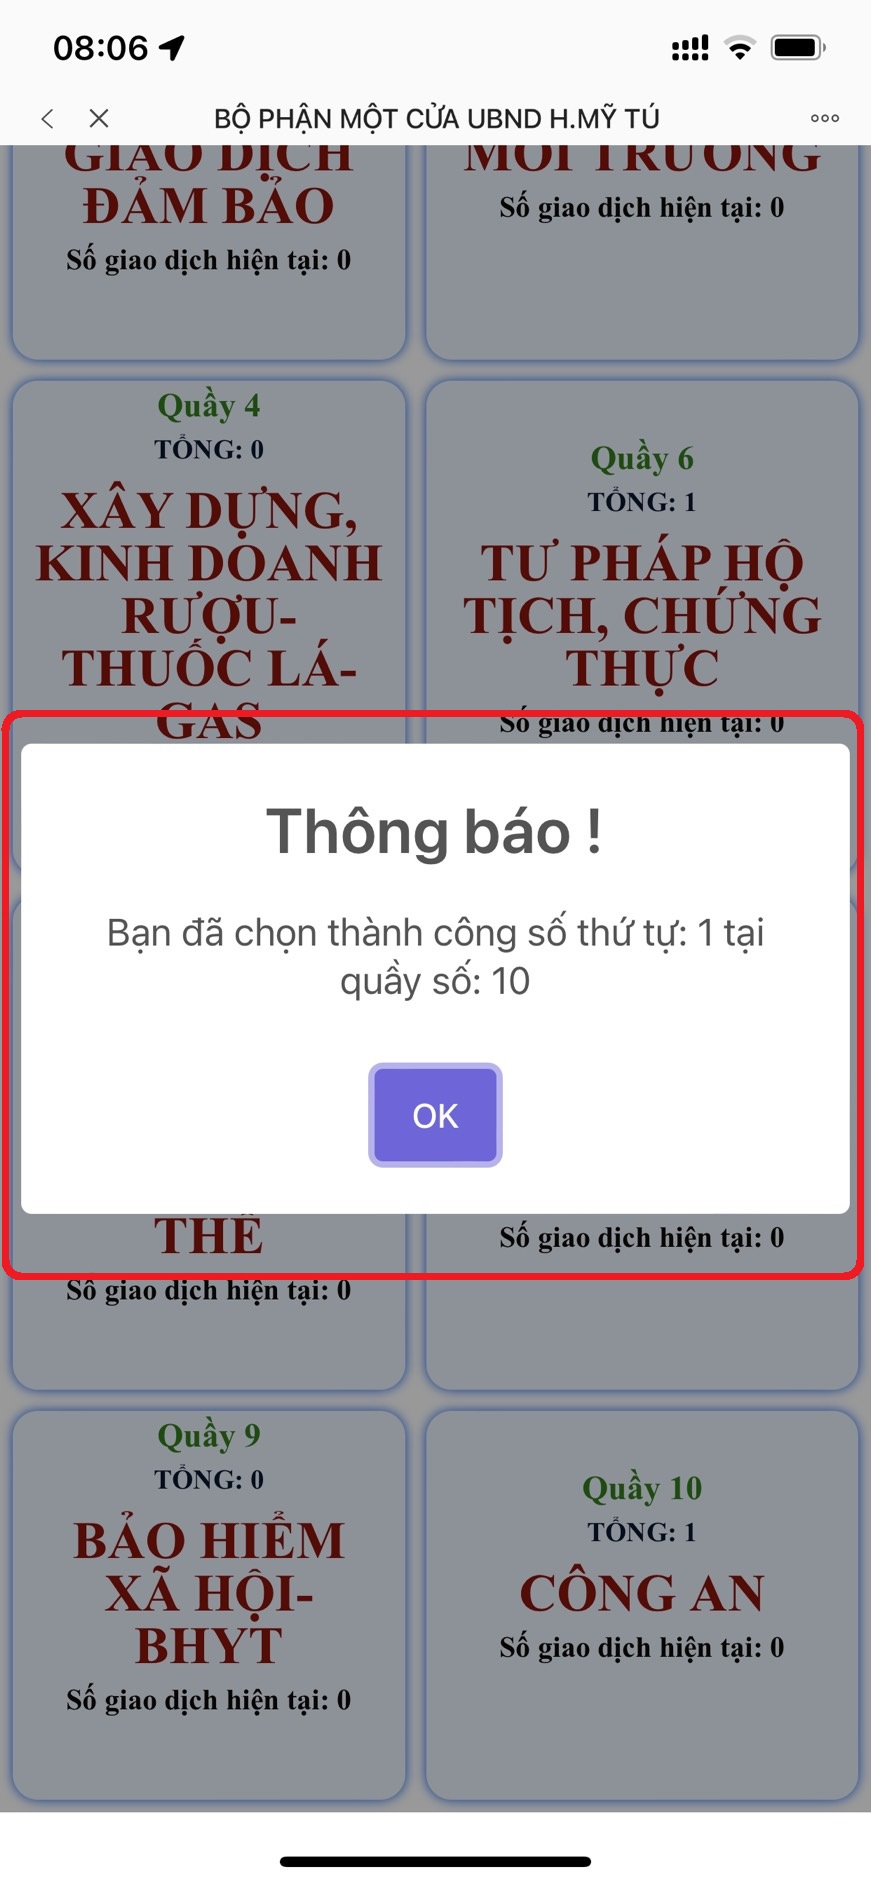 08:06
BỘ PHẬN MỘT CỬA UBND H.MỸ TÚ
GIAO DỊCH
ĐẢM BẢO
Số giao dịch hiện tại: 0
MÔI TRƯỜNG
Số giao dịch hiện tại: 0
Quầy 4
TỔNG: 0
XÂY DỰNG,
KINH DOANH
RƯỢU-
THUỐC LÁ-
GAS
Quầy 6
TỔNG: 1
TƯ PHÁP HỘ
TỊCH, CHỨNG
THỰC
Số giao dịch hiện tại: 0
Thông báo !
Bạn đã chọn thành công số thứ tự: 1 tại
quầy số: 10
OK
THỂ
Số giao dịch hiện tại: 0
Số giao dịch hiện tại: 0
Quầy 9
TỔNG: 0
BẢO HIỂM
XÃ HỘI-
BHYT
Số giao dịch hiện tại: 0
Quầy 10
TỔNG: 1
CÔNG AN
Số giao dịch hiện tại: 0